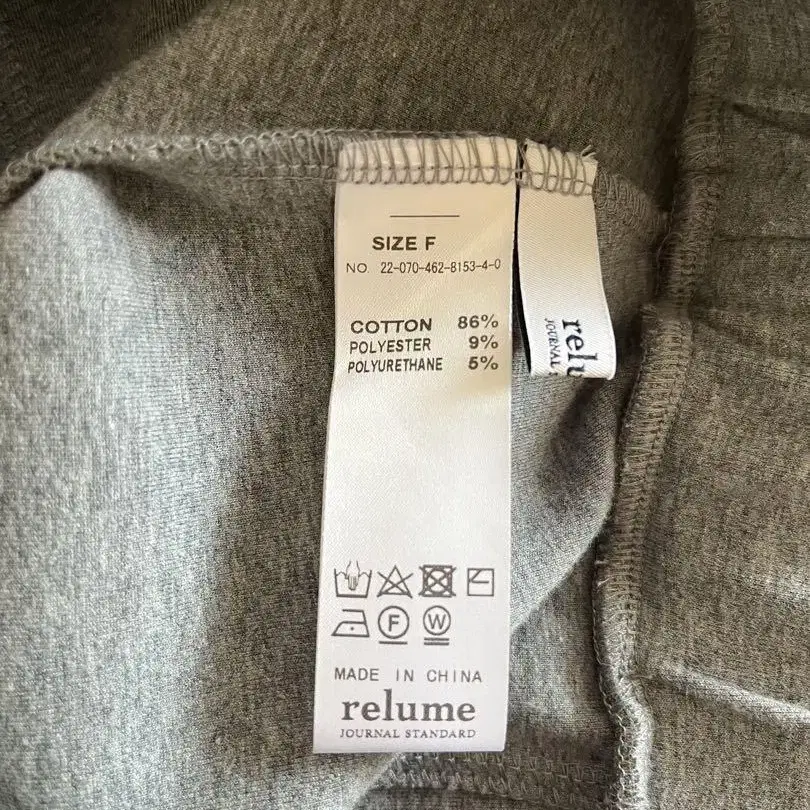 SIZE F
NO. 22-070-462-8153-4-0
COTTON 86%
POLYESTER 9%
POLYURETHANE 5%
F W
MADE IN CHINA
relume
JOURNAL STANDARD
relu
JOURNAL